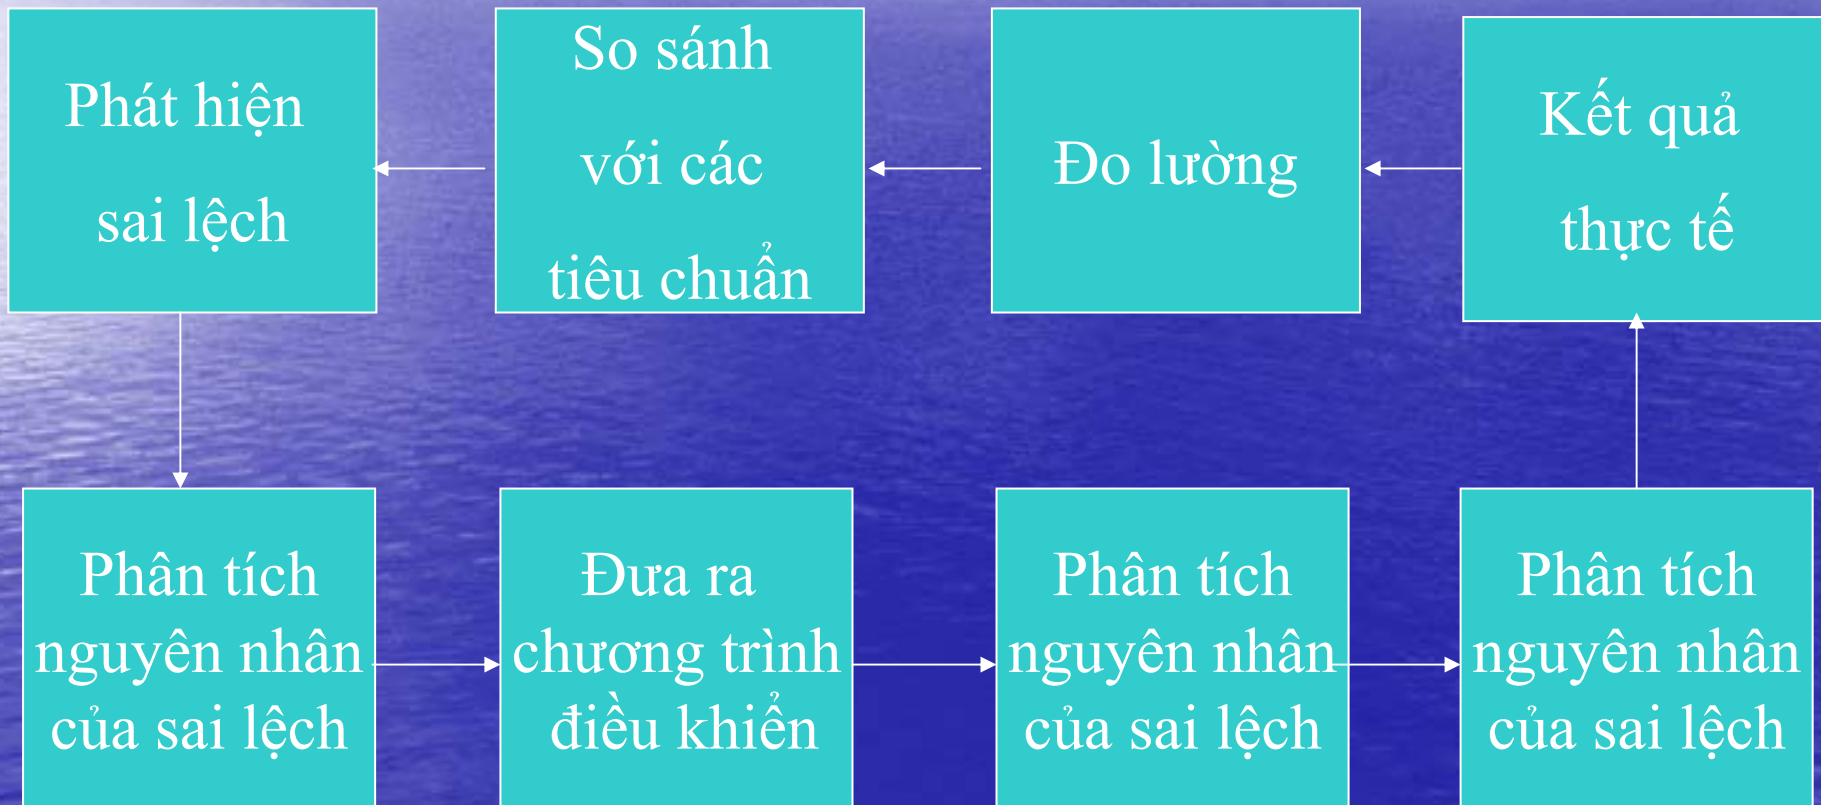 Phát hiện
sai lệch
So sánh
với các
tiêu chuẩn
Đo lường
Kết quả
thực tế
Phân tích
nguyên nhân
của sai lệch
Đưa ra
chương trình
điều khiển
Phân tích
nguyên nhân
của sai lệch
Phân tích
nguyên nhân
của sai lệch